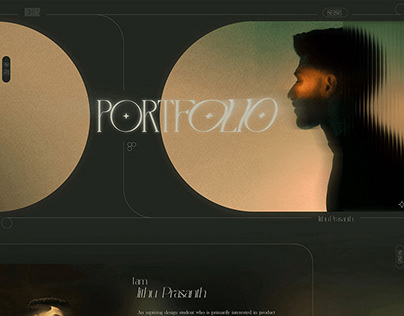 PORTFOLIO
Jithu Prasanth
I am
Jithu Prasanth
An aspiring design student who is primarily interested in product